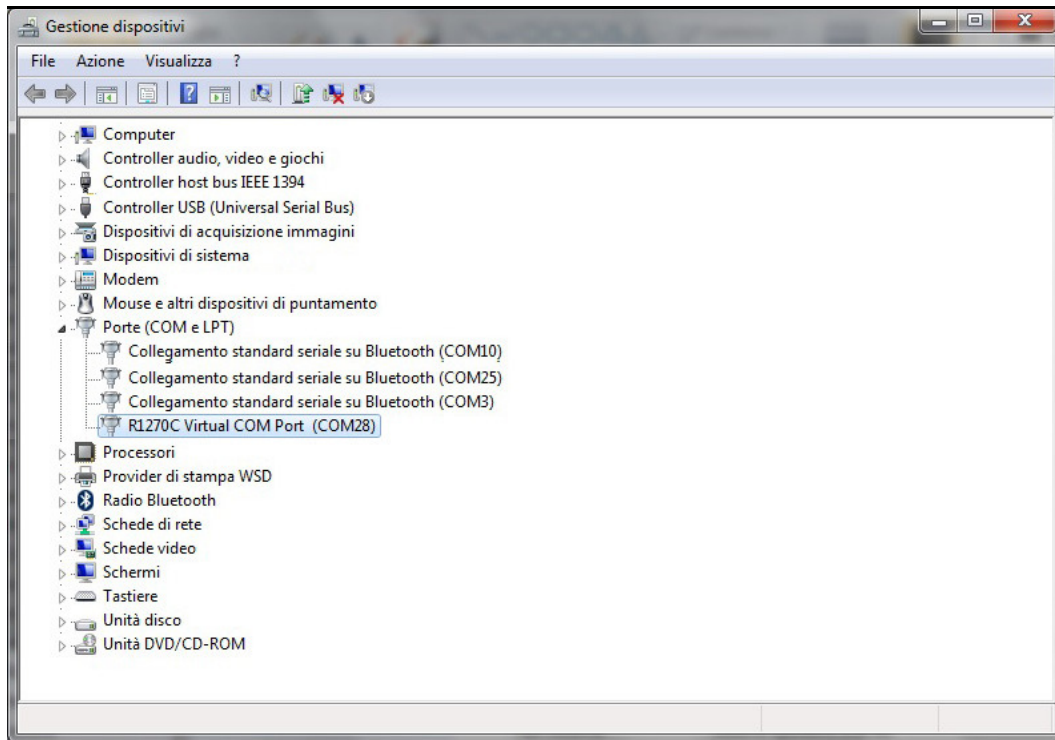 Gestione dispositivi
File Azione Visualizza ?
Computer
Controller audio, video e giochi
Controller host bus IEEE 1394
Controller USB (Universal Serial Bus)
Dispositivi di acquisizione immagini
Dispositivi di sistema
Modem
Mouse e altri dispositivi di puntamento
Porte (COM e LPT)
Collegamento standard seriale su Bluetooth (COM10)
Collegamento standard seriale su Bluetooth (COM25)
Collegamento standard seriale su Bluetooth (COM3)
R1270C Virtual COM Port (COM28)
Processori
Provider di stampa WSD
Radio Bluetooth
Schede di rete
Schede video
Schermi
Tastiere
Unità disco
Unità DVD/CD-ROM